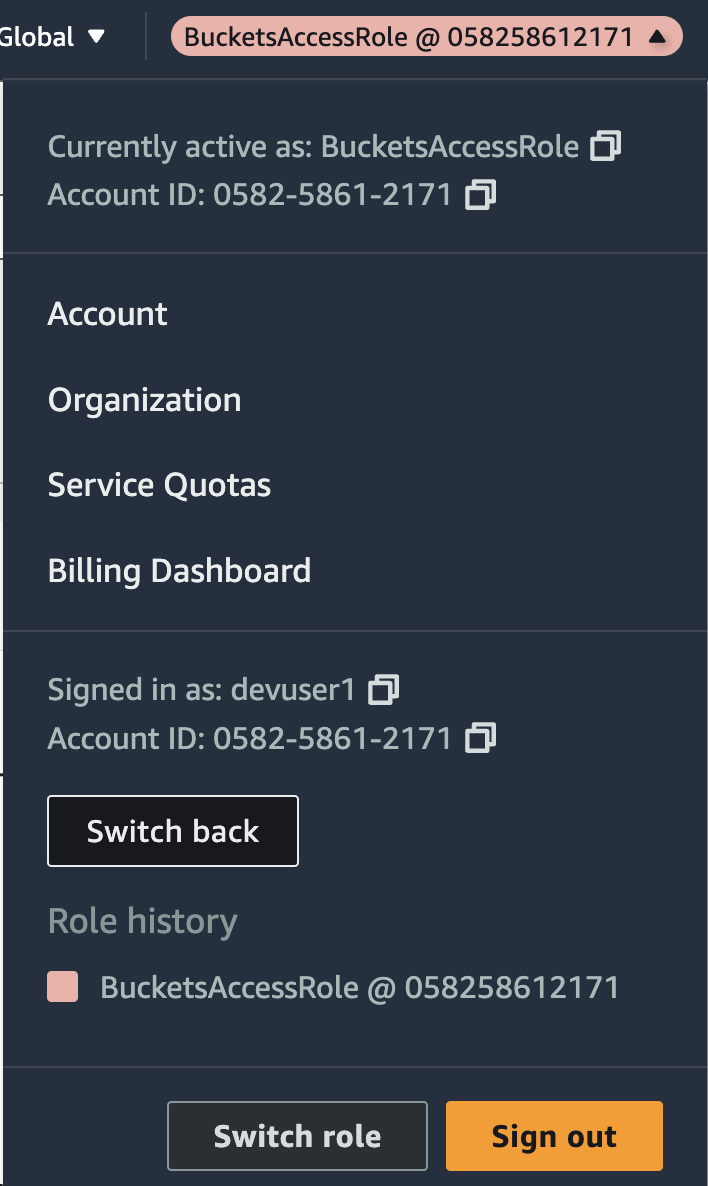 Global
BucketsAccessRole @ 058258612171
Currently active as: BucketsAccessRole
Account ID: 0582-5861-2171
Account
Organization
Service Quotas
Billing Dashboard
Signed in as: devuser1
Account ID: 0582-5861-2171
Switch back
Role history
BucketsAccessRole @ 058258612171
Switch role
Sign out